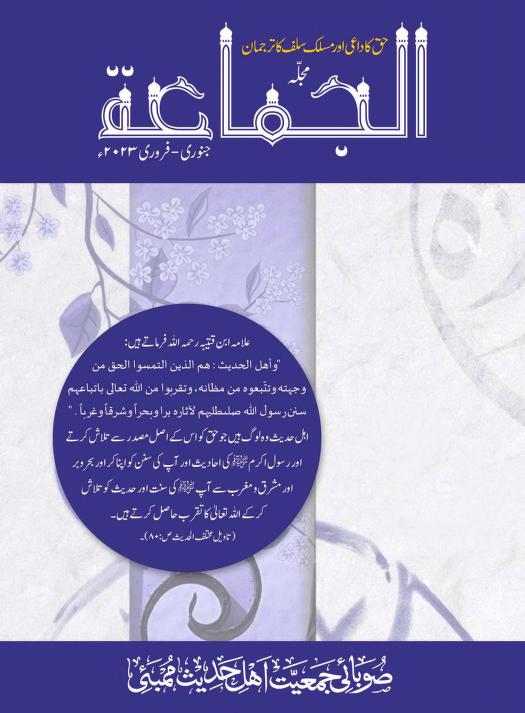 حق کا داعی اور مسلک سلف کا ترجمان
مجلّہ
الجماعة
جنوری - فروری ۲۰۲۳ء
علامہ ابن قتیبہ رحمہ اللہ فرماتے ہیں:
"وأهل الحديث : هم الذين التمسوا الحق من
وجهته وتتبعوه من مظانه، وتقربوا من الله تعالى باتباعهم
سنن رسول الله صلى الله عليه وسلم وطلبهم لآثاره برا وبحراً وشرقاً وغرباً . "
اہل حدیث وہ لوگ ہیں جو حق کو اس کے اصل مصدر سے تلاش کرتے
اور رسول اکرم ﷺ کی احادیث اور آپ کی سنن کو اپنا کر اور بحر و بر
اور مشرق و مغرب سے آپ ﷺ کی سنت اور حدیث کو تلاش
کر کے اللہ تعالیٰ کا تقرب حاصل کرتے ہیں۔
(تاویل مختلف الحدیث ص: ۸۰)۔
صوبائی جمعیت اهل حدیث ممبئی